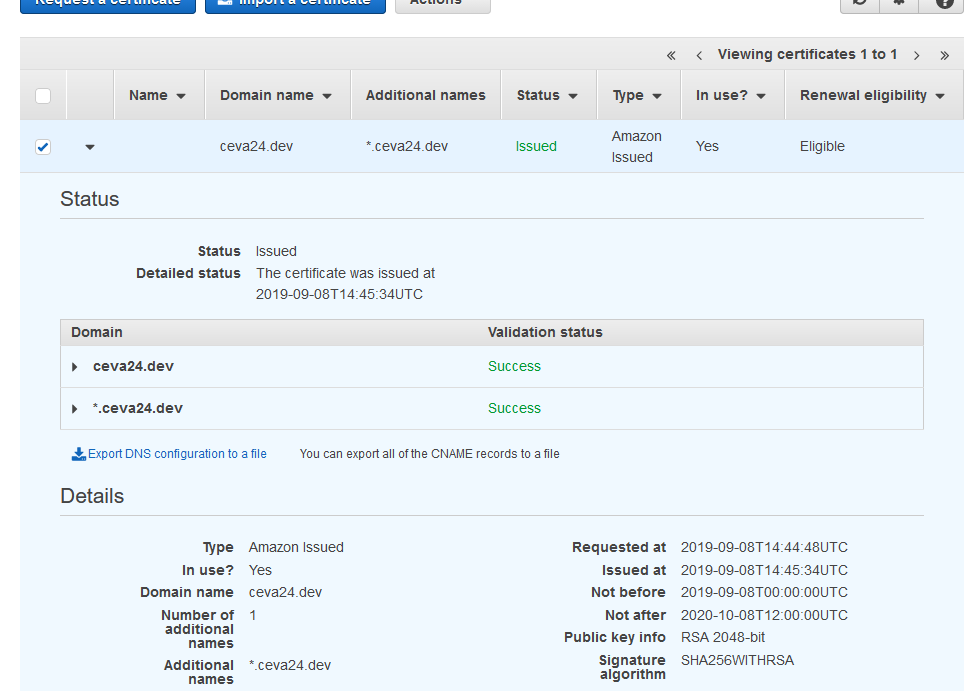 Request a certificate Import a certificate Actions
« ‹ Viewing certificates 1 to 1 › »
Name Domain name Additional names Status Type In use? Renewal eligibility
ceva24.dev *.ceva24.dev Issued Amazon Issued Yes Eligible
Status
Status Issued
Detailed status The certificate was issued at
2019-09-08T14:45:34UTC
Domain Validation status
ceva24.dev Success
*.ceva24.dev Success
Export DNS configuration to a file You can export all of the CNAME records to a file
Details
Type Amazon Issued Requested at 2019-09-08T14:44:48UTC
In use? Yes Issued at 2019-09-08T14:45:34UTC
Domain name ceva24.dev Not before 2019-09-08T00:00:00UTC
Number of additional names 1 Not after 2020-10-08T12:00:00UTC
Public key info RSA 2048-bit
Additional names *.ceva24.dev Signature algorithm SHA256WITHRSA